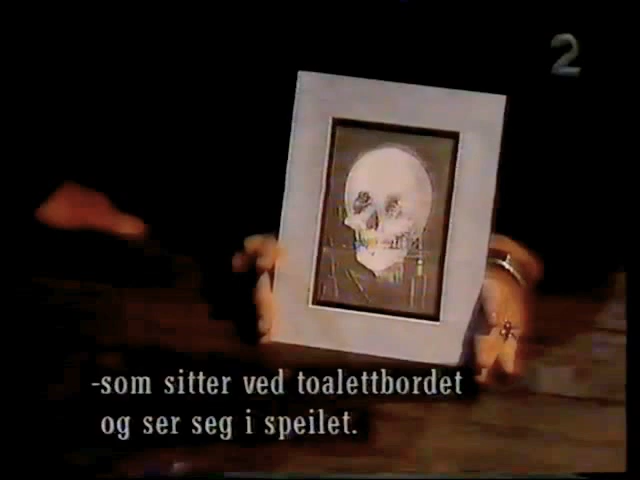 2
-som sitter ved toalettbordet
og ser seg i speilet.